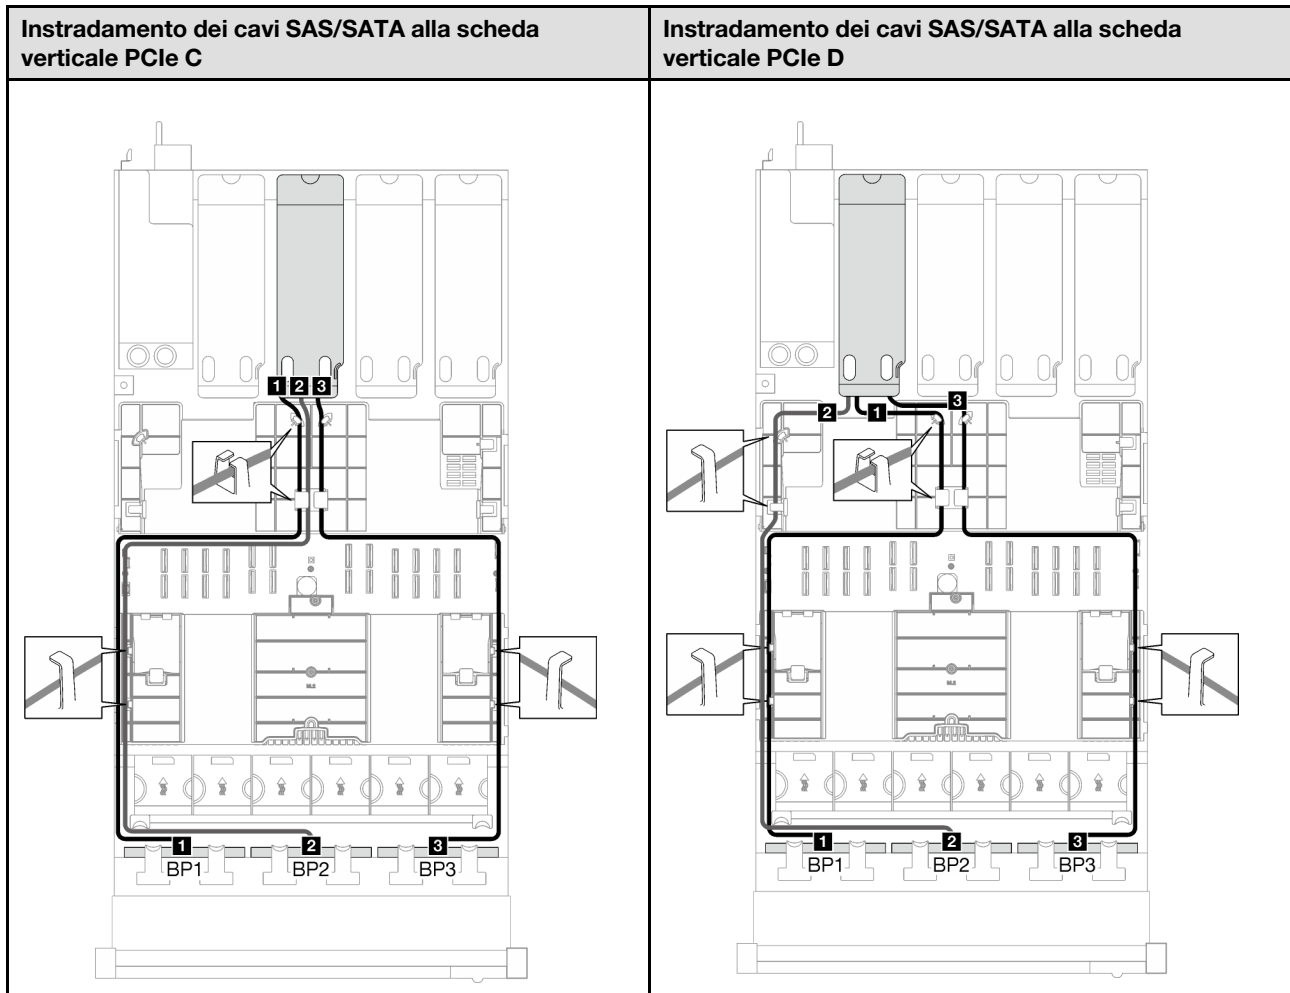 Instradamento dei cavi SAS/SATA alla scheda
verticale PCIe C
Instradamento dei cavi SAS/SATA alla scheda
verticale PCIe D
1 2 3
1 2 3
BP1 BP2 BP3
2 1 3
1 2 3
BP1 BP2 BP3